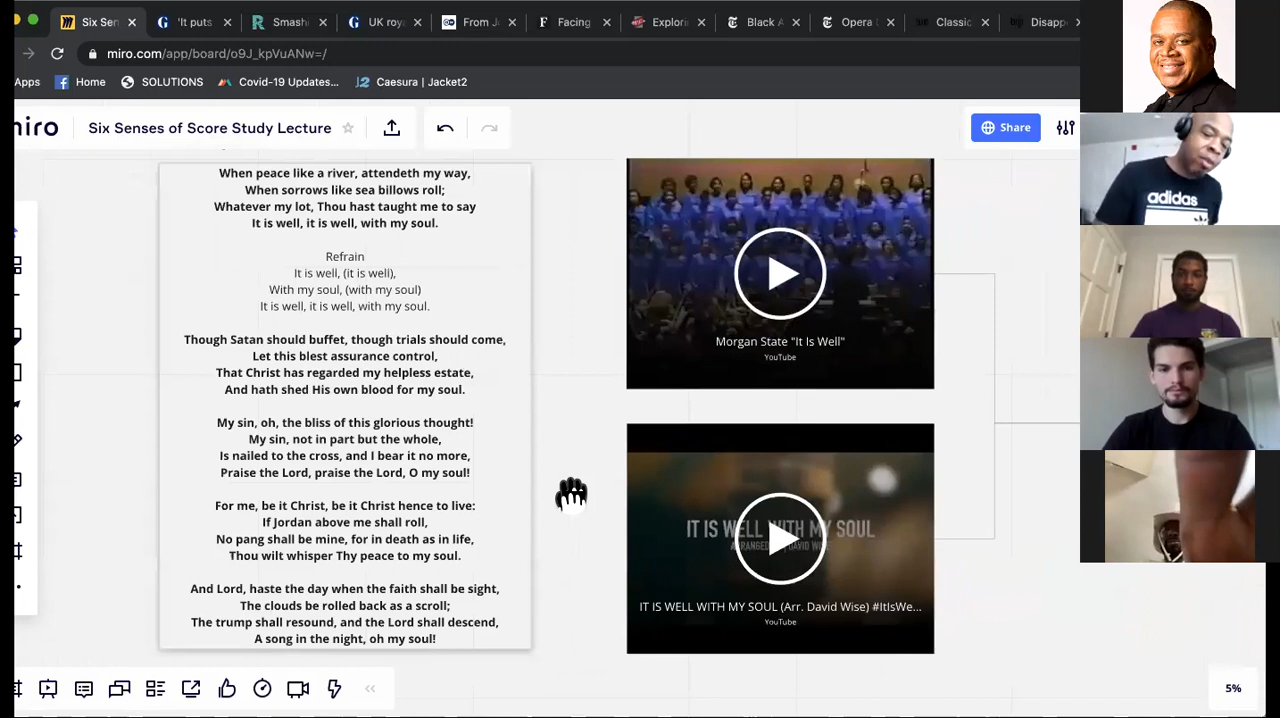 Six Sen
'It puts
Smashi
UK roya
From Jo
Facing
Explori
Black A
Opera U
Classic
Disapp
miro.com/app/board/o9J_kpVuANw=/
Apps Home SOLUTIONS Covid-19 Updates... Caesura | Jacket2
miro Six Senses of Score Study Lecture
Share
When peace like a river, attendeth my way,
When sorrows like sea billows roll;
Whatever my lot, Thou hast taught me to say
It is well, it is well, with my soul.
Refrain
It is well, (it is well),
With my soul, (with my soul)
It is well, it is well, with my soul.
Though Satan should buffet, though trials should come,
Let this blest assurance control,
That Christ has regarded my helpless estate,
And hath shed His own blood for my soul.
My sin, oh, the bliss of this glorious thought!
My sin, not in part but the whole,
Is nailed to the cross, and I bear it no more,
Praise the Lord, praise the Lord, O my soul!
For me, be it Christ, be it Christ hence to live:
If Jordan above me shall roll,
No pang shall be mine, for in death as in life,
Thou wilt whisper Thy peace to my soul.
And Lord, haste the day when the faith shall be sight,
The clouds be rolled back as a scroll;
The trump shall resound, and the Lord shall descend,
A song in the night, oh my soul!
Morgan State "It Is Well"
YouTube
IT IS WELL WITH MY SOUL
ARRANGED BY DAVID WISE
IT IS WELL WITH MY SOUL (Arr. David Wise) #ItIsWe...
YouTube
adidas
5%